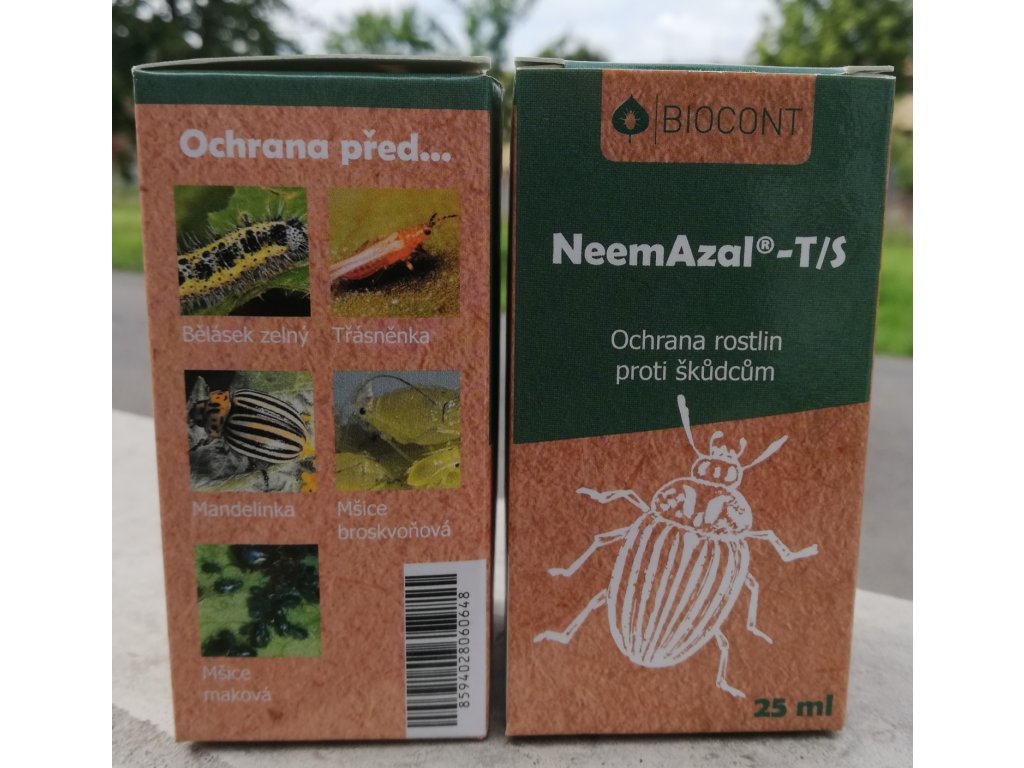 Ochrana před...
Bělásek zelný
Třásněnka
Mandelinka
Mšice
broskvoňová
Mšice
maková
8594028060648
BIOCONT
NeemAzal®-T/S
Ochrana rostlin
proti škůdcům
25 ml